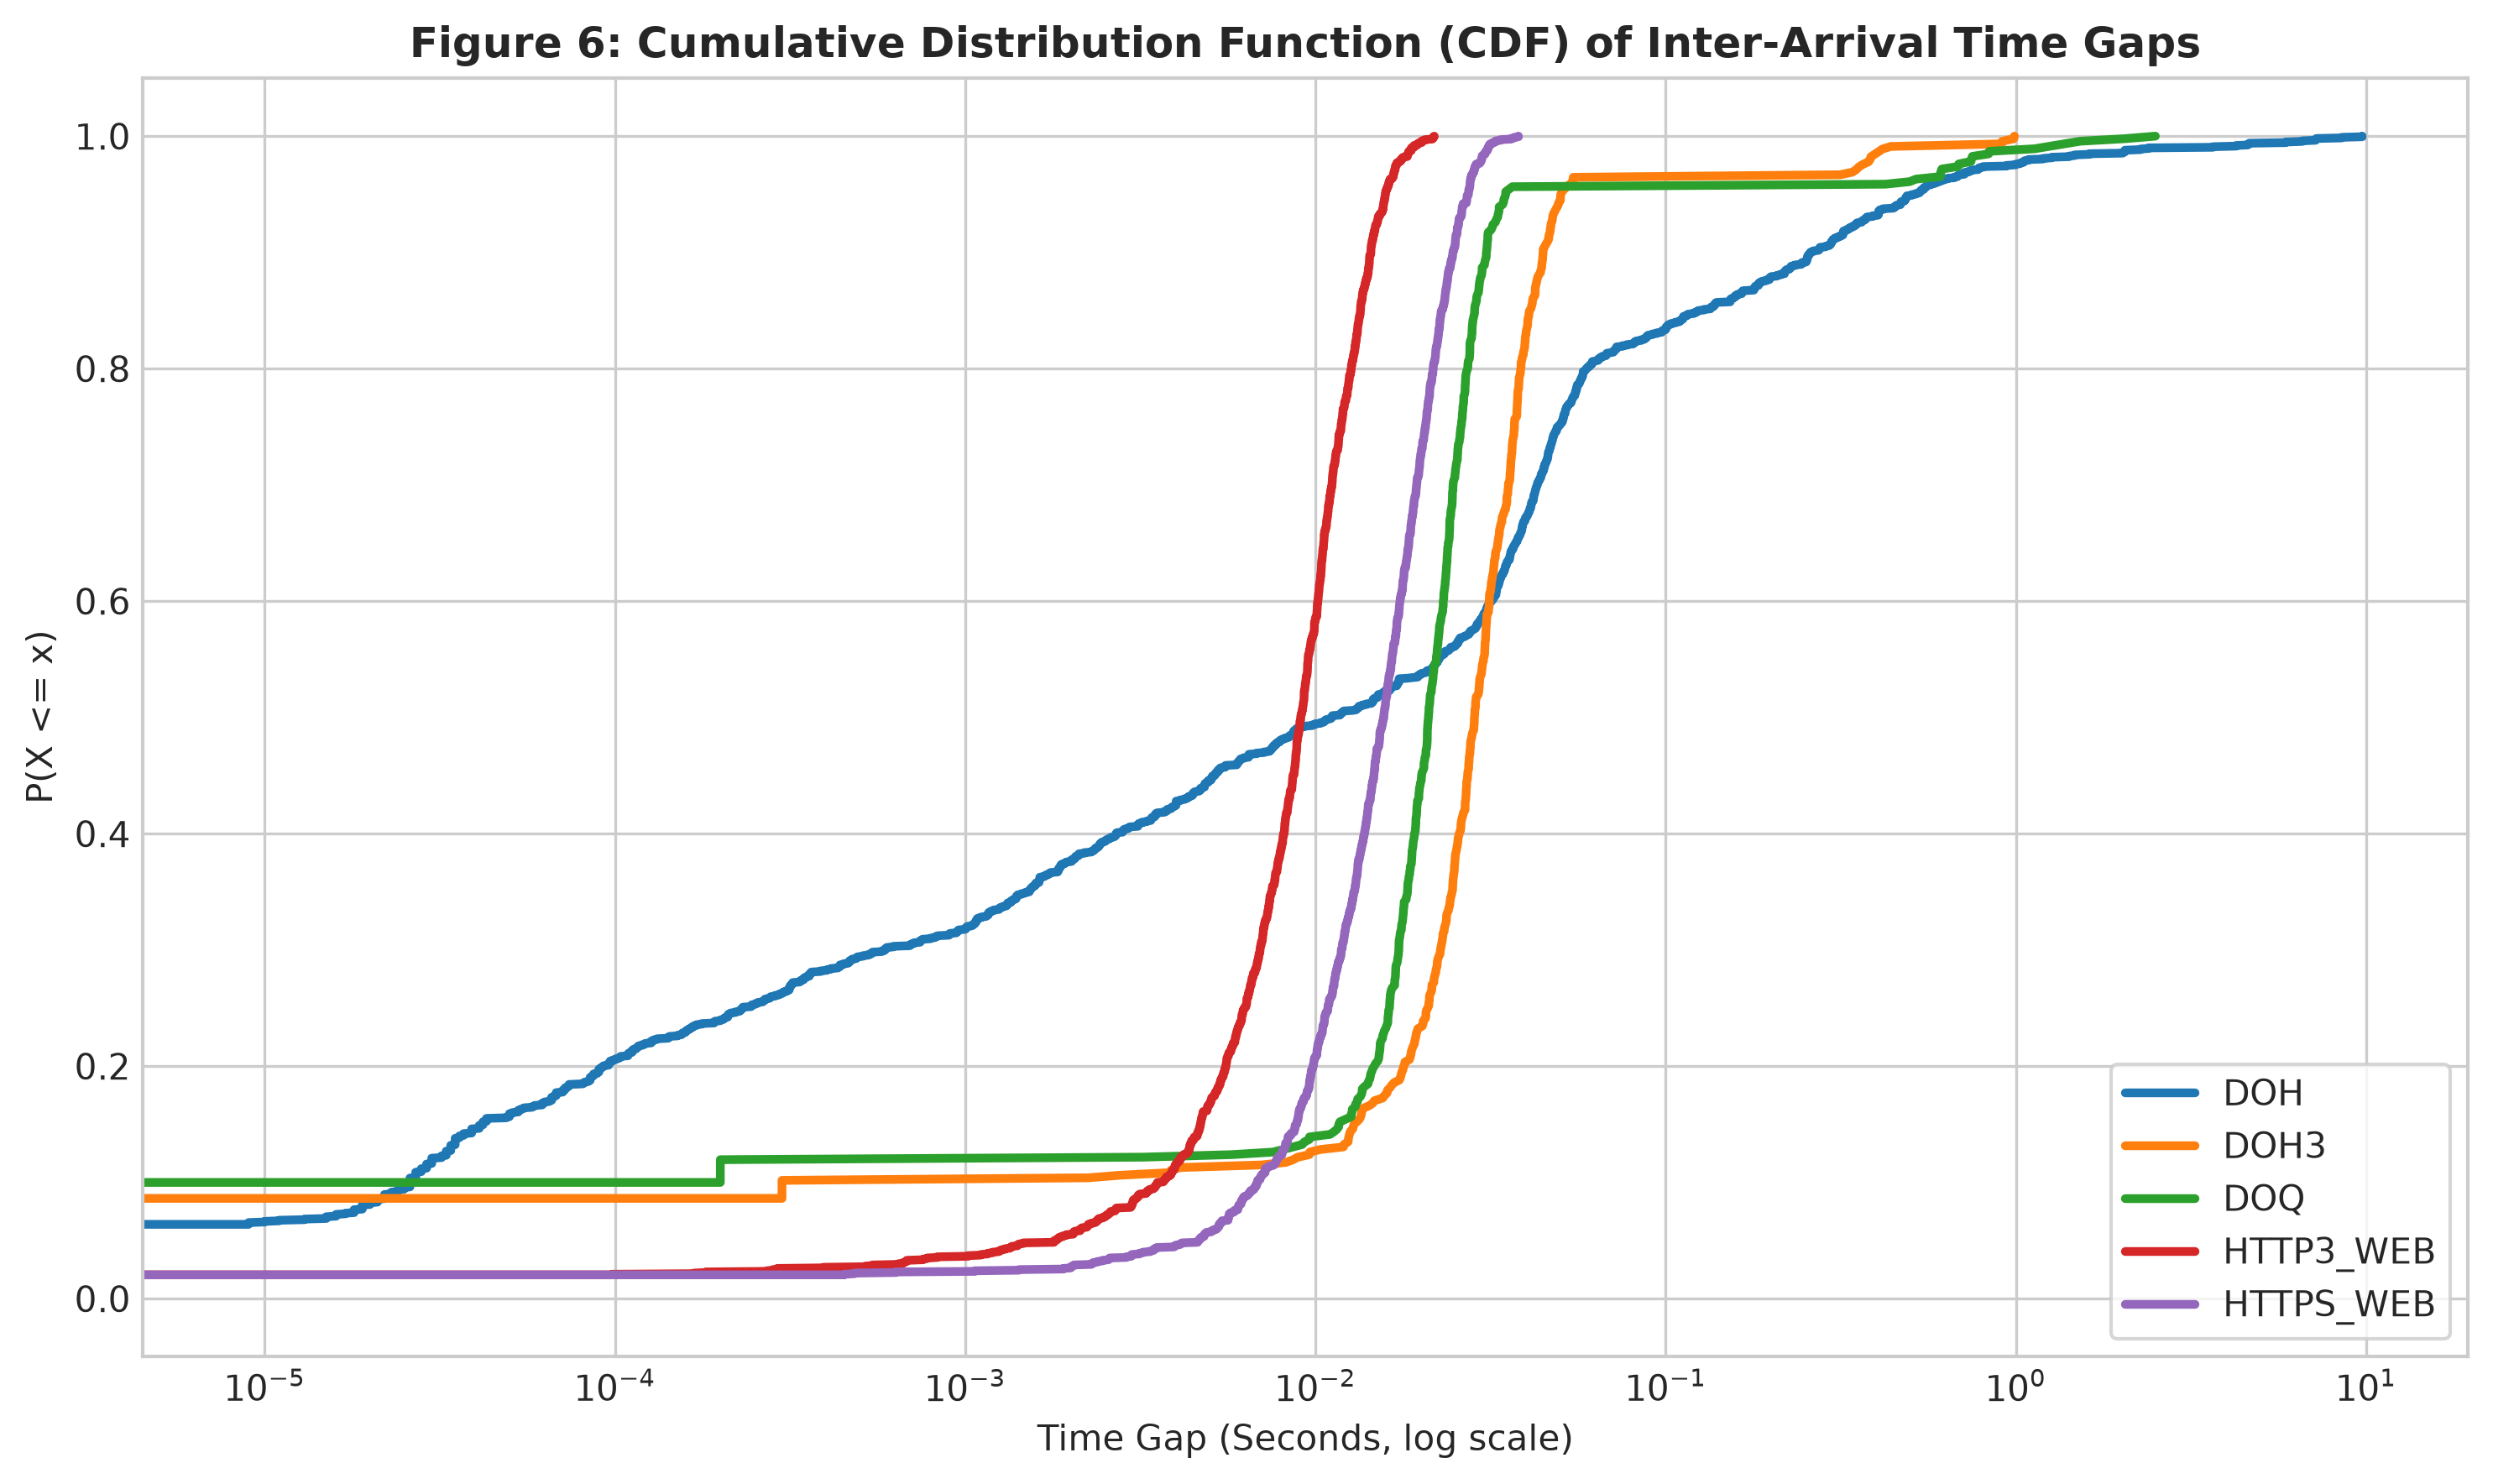 Figure 6: Cumulative Distribution Function (CDF) of Inter-Arrival Time Gaps
P(X <= x)
1.0
0.8
0.6
0.4
0.2
0.0
10⁻⁵ 10⁻⁴ 10⁻³ 10⁻² 10⁻¹ 10⁰ 10¹
Time Gap (Seconds, log scale)
DOH
DOH3
DOQ
HTTP3_WEB
HTTPS_WEB